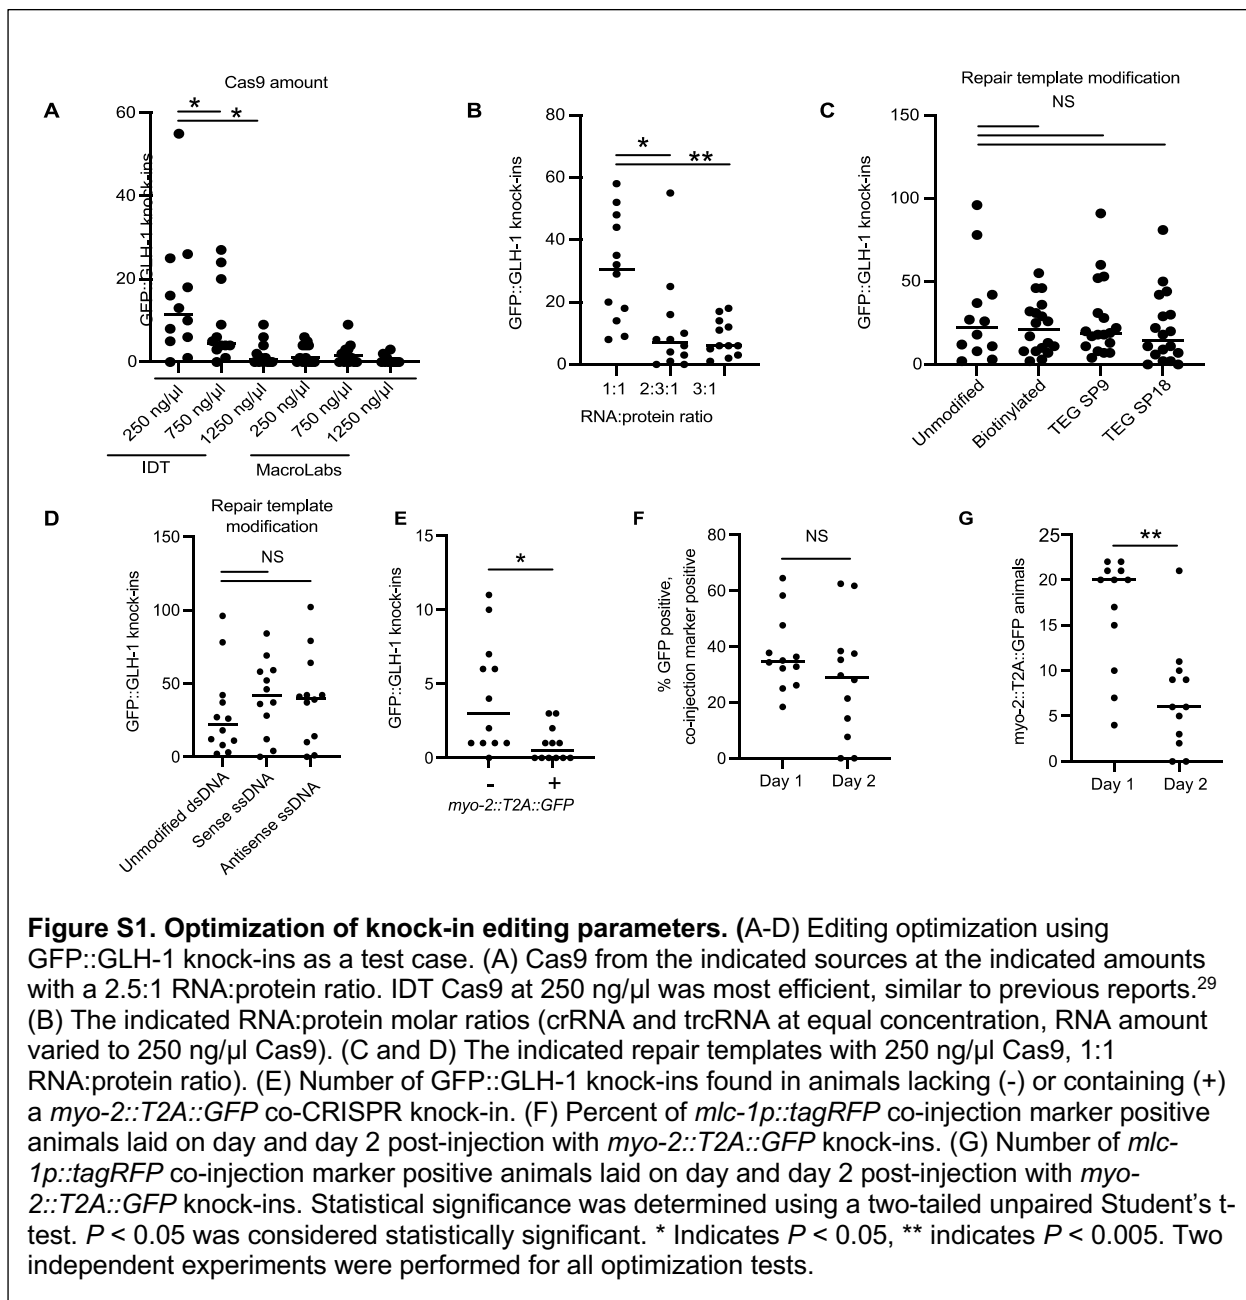 A
Cas9 amount
GFP::GLH-1 knock-ins
60
40
20
0
*
*
250 ng/µl
750 ng/µl
1250 ng/µl
250 ng/µl
750 ng/µl
1250 ng/µl
IDT
MacroLabs
B
GFP::GLH-1 knock-ins
80
60
40
20
0
*
**
1:1
2:3:1
3:1
RNA:protein ratio
C
Repair template modification
NS
GFP::GLH-1 knock-ins
150
100
50
0
Unmodified
Biotinylated
TEG SP9
TEG SP18
D
Repair template
modification
NS
GFP::GLH-1 knock-ins
150
100
50
0
Unmodified dsDNA
Sense ssDNA
Antisense ssDNA
E
GFP::GLH-1 knock-ins
15
10
5
0
*
-
+
myo-2::T2A::GFP
F
% GFP positive,
co-injection marker positive
80
60
40
20
0
NS
Day 1
Day 2
G
myo-2::T2A::GFP animals
25
20
15
10
5
0
**
Day 1
Day 2
Figure S1. Optimization of knock-in editing parameters. (A-D) Editing optimization using
GFP::GLH-1 knock-ins as a test case. (A) Cas9 from the indicated sources at the indicated amounts
with a 2.5:1 RNA:protein ratio. IDT Cas9 at 250 ng/µl was most efficient, similar to previous reports.29
(B) The indicated RNA:protein molar ratios (crRNA and trcRNA at equal concentration, RNA amount
varied to 250 ng/µl Cas9). (C and D) The indicated repair templates with 250 ng/µl Cas9, 1:1
RNA:protein ratio). (E) Number of GFP::GLH-1 knock-ins found in animals lacking (-) or containing (+)
a myo-2::T2A::GFP co-CRISPR knock-in. (F) Percent of mlc-1p::tagRFP co-injection marker positive
animals laid on day and day 2 post-injection with myo-2::T2A::GFP knock-ins. (G) Number of mlc-
1p::tagRFP co-injection marker positive animals laid on day and day 2 post-injection with myo-
2::T2A::GFP knock-ins. Statistical significance was determined using a two-tailed unpaired Student’s t-
test. P < 0.05 was considered statistically significant. * Indicates P < 0.05, ** indicates P < 0.005. Two
independent experiments were performed for all optimization tests.